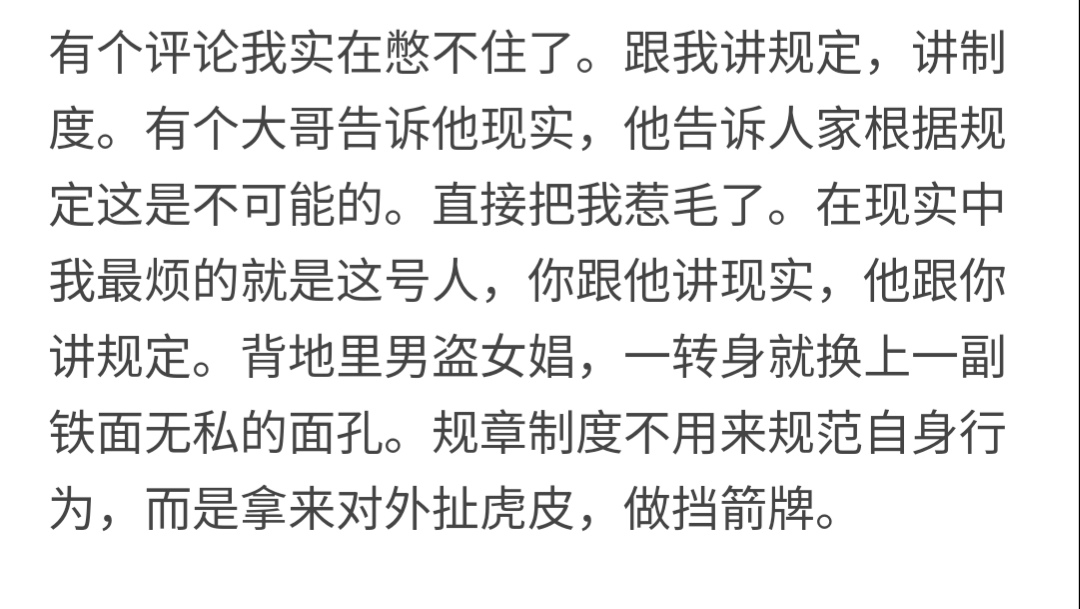 有个评论我实在憋不住了。跟我讲规定，讲制
度。有个大哥告诉他现实，他告诉人家根据规
定这是不可能的。直接把我惹毛了。在现实中
我最烦的就是这号人，你跟他讲现实，他跟你
讲规定。背地里男盗女娼，一转身就换上一副
铁面无私的面孔。规章制度不用来规范自身行
为，而是拿来对外扯虎皮，做挡箭牌。